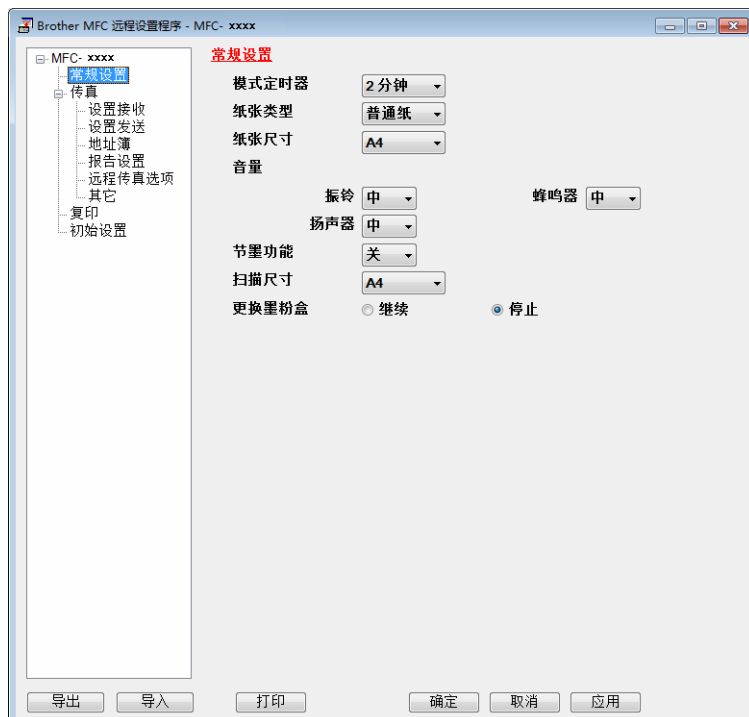 Brother MFC 远程设置程序 - MFC- xxxx
MFC- xxxx
常规设置
传真
设置接收
设置发送
地址簿
报告设置
远程传真选项
其它
复印
初始设置
常规设置
模式定时器 2 分钟
纸张类型 普通纸
纸张尺寸 A4
音量
振铃 中 蜂鸣器 中
扬声器 中
节墨功能 关
扫描尺寸 A4
更换墨粉盒 继续 停止
导出 导入 打印 确定 取消 应用